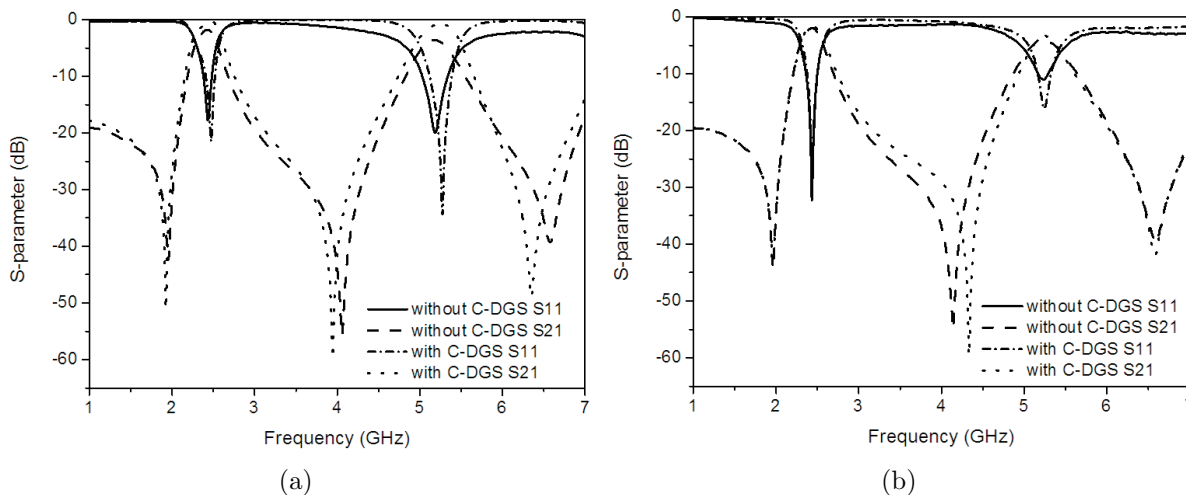 0
-10
-20
-30
-40
-50
-60
S-parameter (dB)
without C-DGS S11
without C-DGS S21
with C-DGS S11
with C-DGS S21
1 2 3 4 5 6 7
Frequency (GHz)
(a)
0
-10
-20
-30
-40
-50
-60
S-parameter (dB)
without C-DGS S11
without C-DGS S21
with C-DGS S11
with C-DGS S21
1 2 3 4 5 6
Frequency (GHz)
(b)